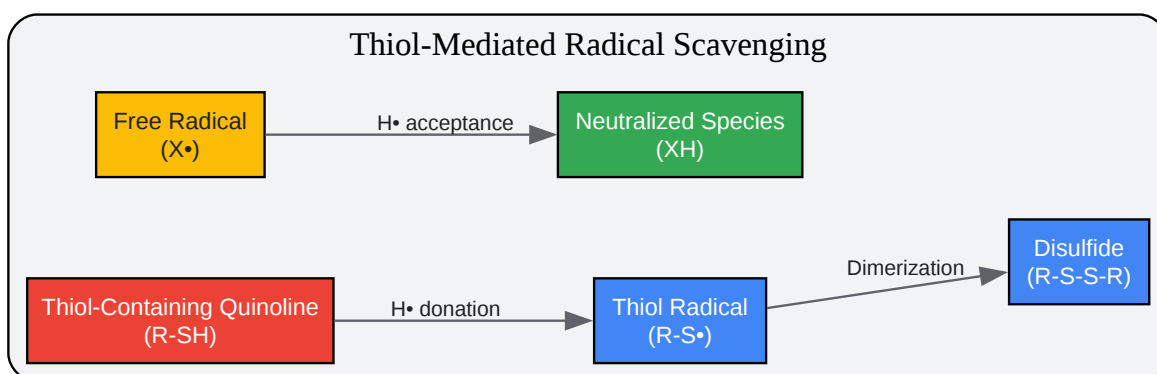 Thiol-Mediated Radical Scavenging
Free Radical
(X•)
H• acceptance
Neutralized Species
(XH)
Thiol-Containing Quinoline
(R-SH)
H• donation
Thiol Radical
(R-S•)
Dimerization
Disulfide
(R-S-S-R)